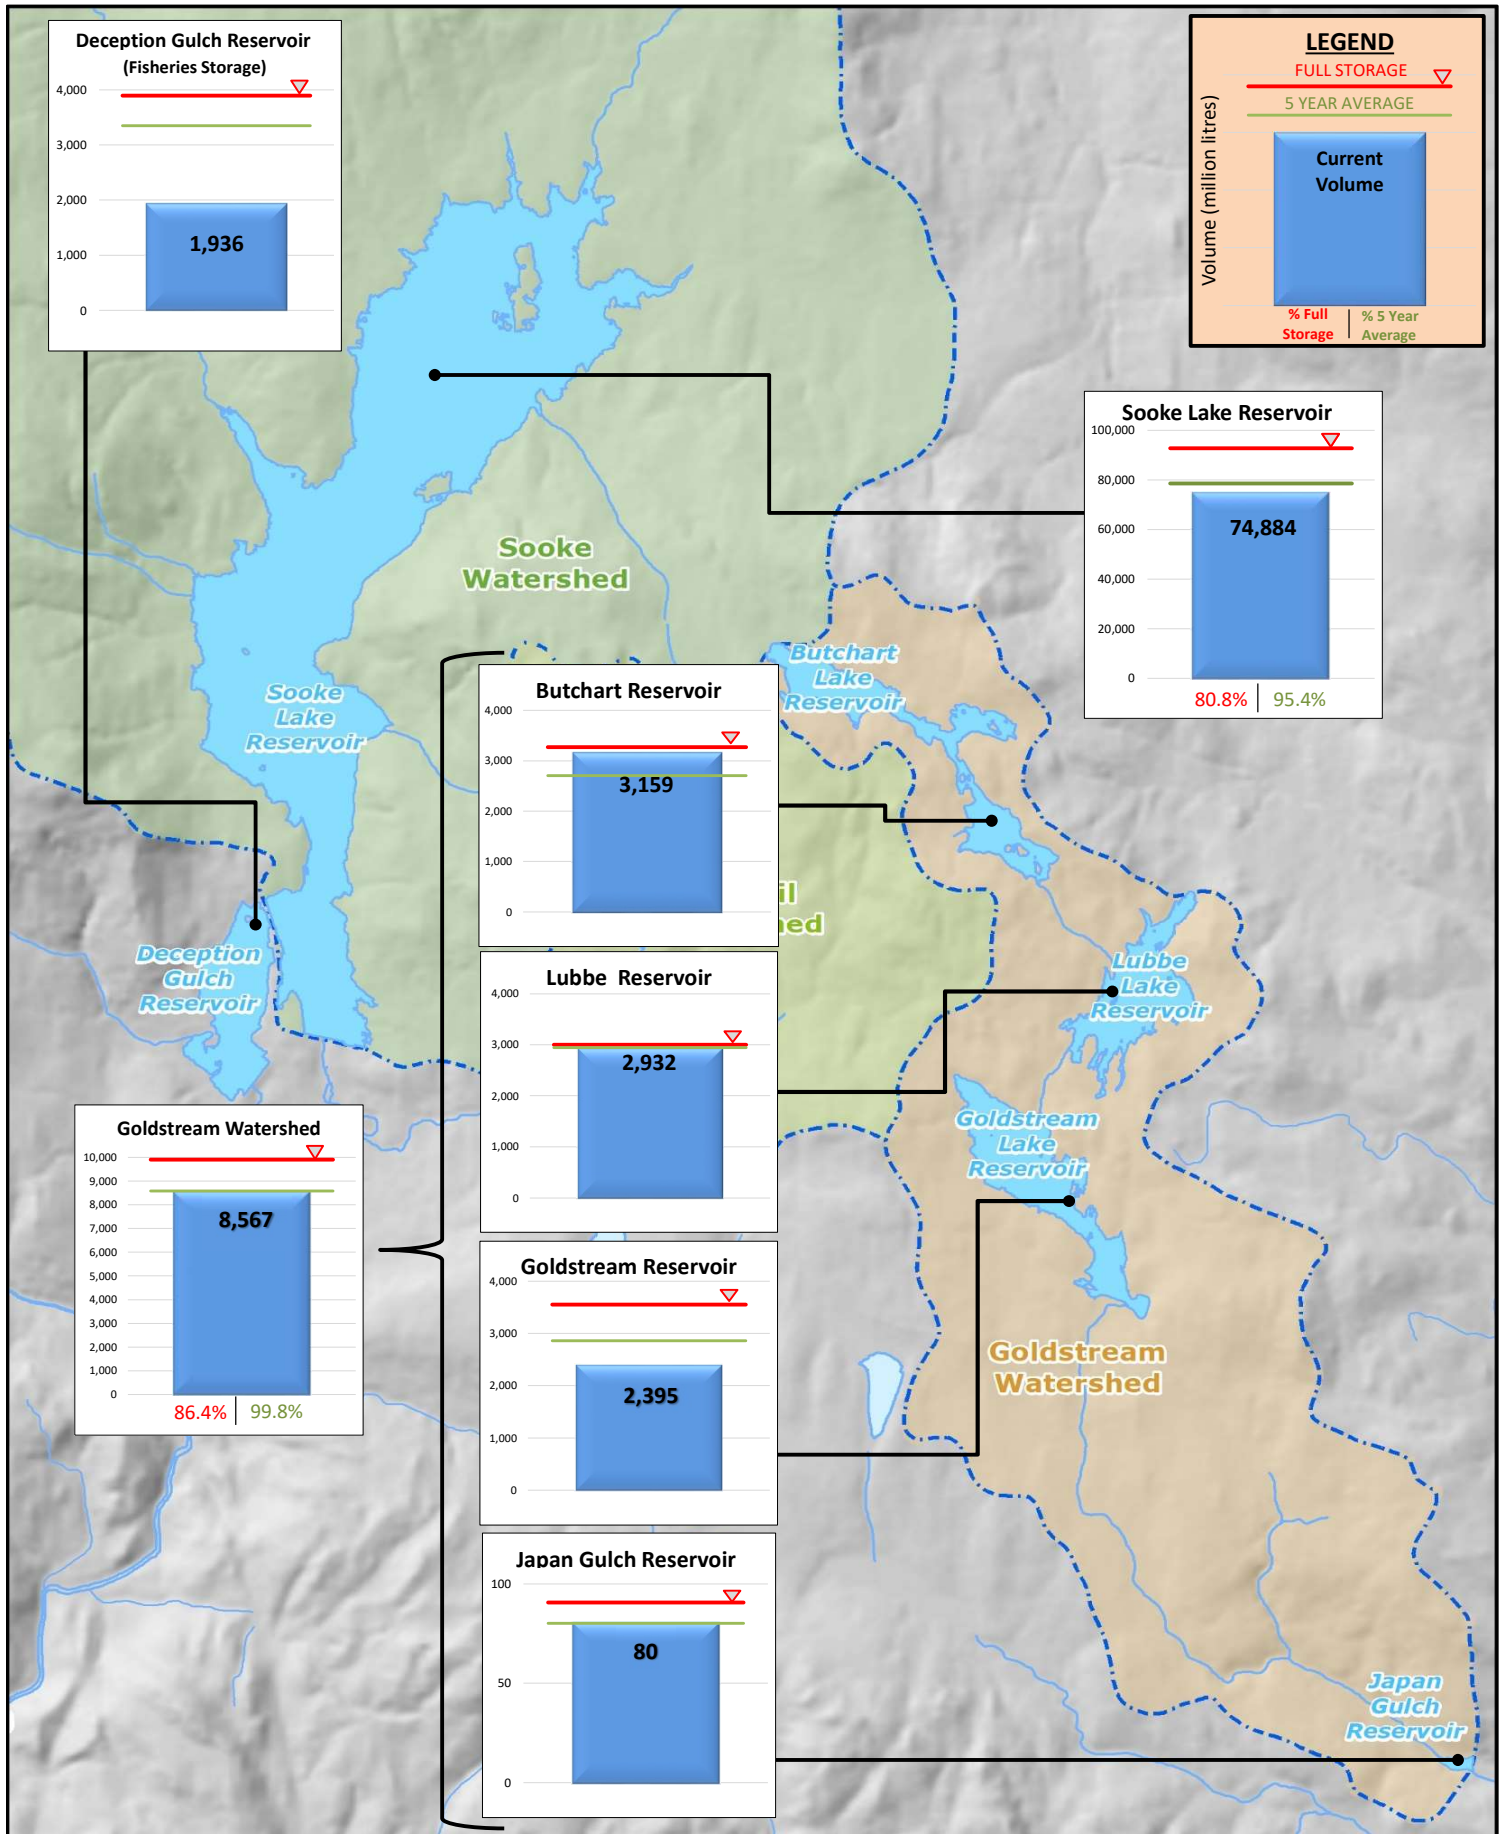 Deception Gulch Reservoir
(Fisheries Storage)
4,000
3,000
2,000
1,000
0
1,936
LEGEND
FULL STORAGE
5 YEAR AVERAGE
Volume (million litres)
Current
Volume
% Full
Storage
% 5 Year
Average
Sooke Lake Reservoir
100,000
80,000
60,000
40,000
20,000
0
74,884
80.8%
95.4%
Sooke
Watershed
Sooke
Lake
Reservoir
Butchart
Lake
Reservoir
Butchart Reservoir
4,000
3,000
2,000
1,000
0
3,159
il
ed
Deception
Gulch
Reservoir
Lubbe Reservoir
4,000
3,000
2,000
1,000
0
2,932
Lubbe
Lake
Reservoir
Goldstream
Lake
Reservoir
Goldstream Watershed
10,000
9,000
8,000
7,000
6,000
5,000
4,000
3,000
2,000
1,000
0
8,567
86.4%
99.8%
Goldstream Reservoir
4,000
3,000
2,000
1,000
0
2,395
Goldstream
Watershed
Japan Gulch Reservoir
100
50
0
80
Japan
Gulch
Reservoir